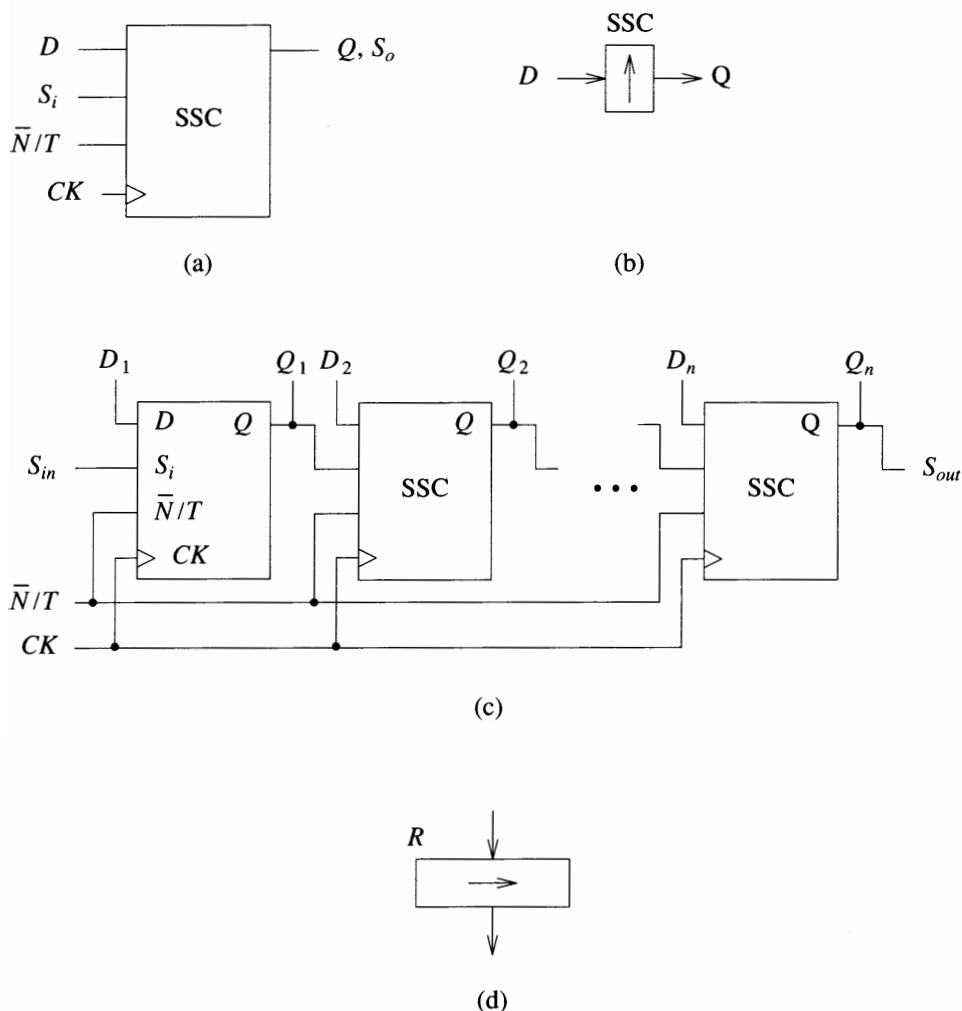 D
Q, S_o
S_i
SSC
N̅/T
CK
(a)
SSC
D
Q
(b)
D_1
Q_1
D_2
Q_2
D_n
Q_n
D
Q
Q
Q
S_in
S_i
SSC
• • •
SSC
S_out
N̅/T
CK
N̅/T
CK
(c)
R
(d)